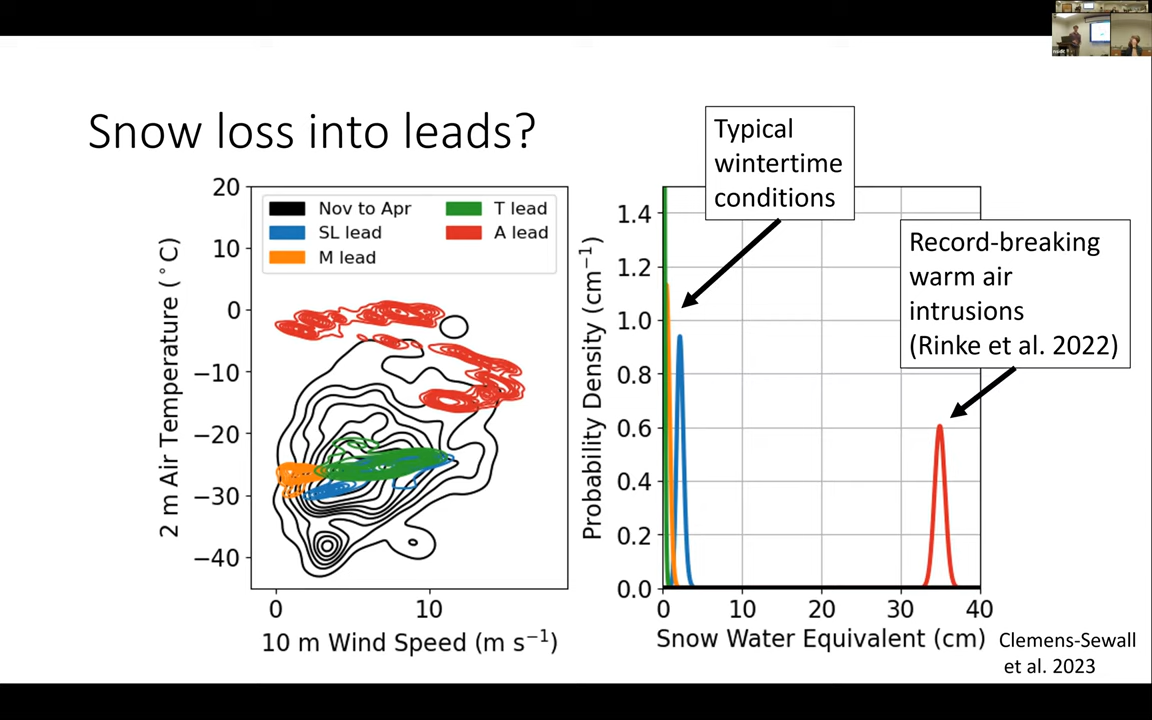 Snow loss into leads?
Typical
wintertime
conditions
Record-breaking
warm air
intrusions
(Rinke et al. 2022)
Nov to Apr
SL lead
M lead
T lead
A lead
20
10
0
−10
−20
−30
−40
2 m Air Temperature (°C)
0
10
10 m Wind Speed (m s⁻¹)
1.4
1.2
1.0
0.8
0.6
0.4
0.2
0.0
Probability Density (cm⁻¹)
0
10
20
30
40
Snow Water Equivalent (cm)
Clemens-Sewall
et al. 2023